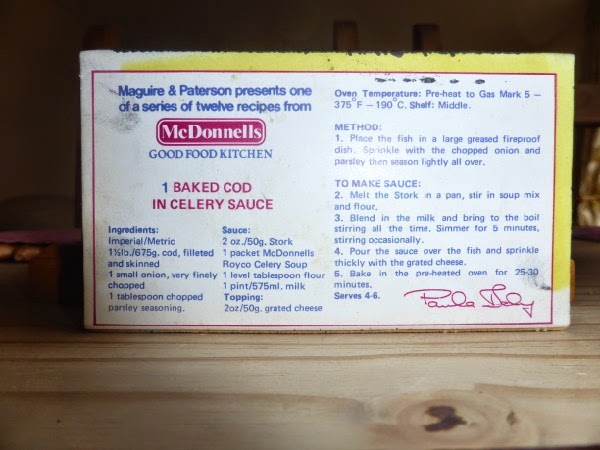 Maguire & Paterson presents one
of a series of twelve recipes from
McDonnells
GOOD FOOD KITCHEN
1 BAKED COD
IN CELERY SAUCE
Ingredients:
Imperial/Metric
1½lb./675g. cod, filleted
and skinned
1 small onion, very finely
chopped
1 tablespoon chopped
parsley seasoning.
Sauce:
2 oz./50g. Stork
1 packet McDonnells
Royco Celery Soup
1 level tablespoon flour
1 pint/575ml. milk
Topping:
2oz/50g. grated cheese
Oven Temperature: Pre-heat to Gas Mark 5 —
375°F — 190°C. Shelf: Middle.
METHOD:
1. Place the fish in a large greased fireproof
dish. Sprinkle with the chopped onion and
parsley then season lightly all over.
TO MAKE SAUCE:
2. Melt the Stork in a pan, stir in soup mix
and flour.
3. Blend in the milk and bring to the boil
stirring all the time. Simmer for 5 minutes,
stirring occasionally.
4. Pour the sauce over the fish and sprinkle
thickly with the grated cheese.
5. Bake in the pre-heated oven for 25-30
minutes.
Serves 4-6.
Paula Daly